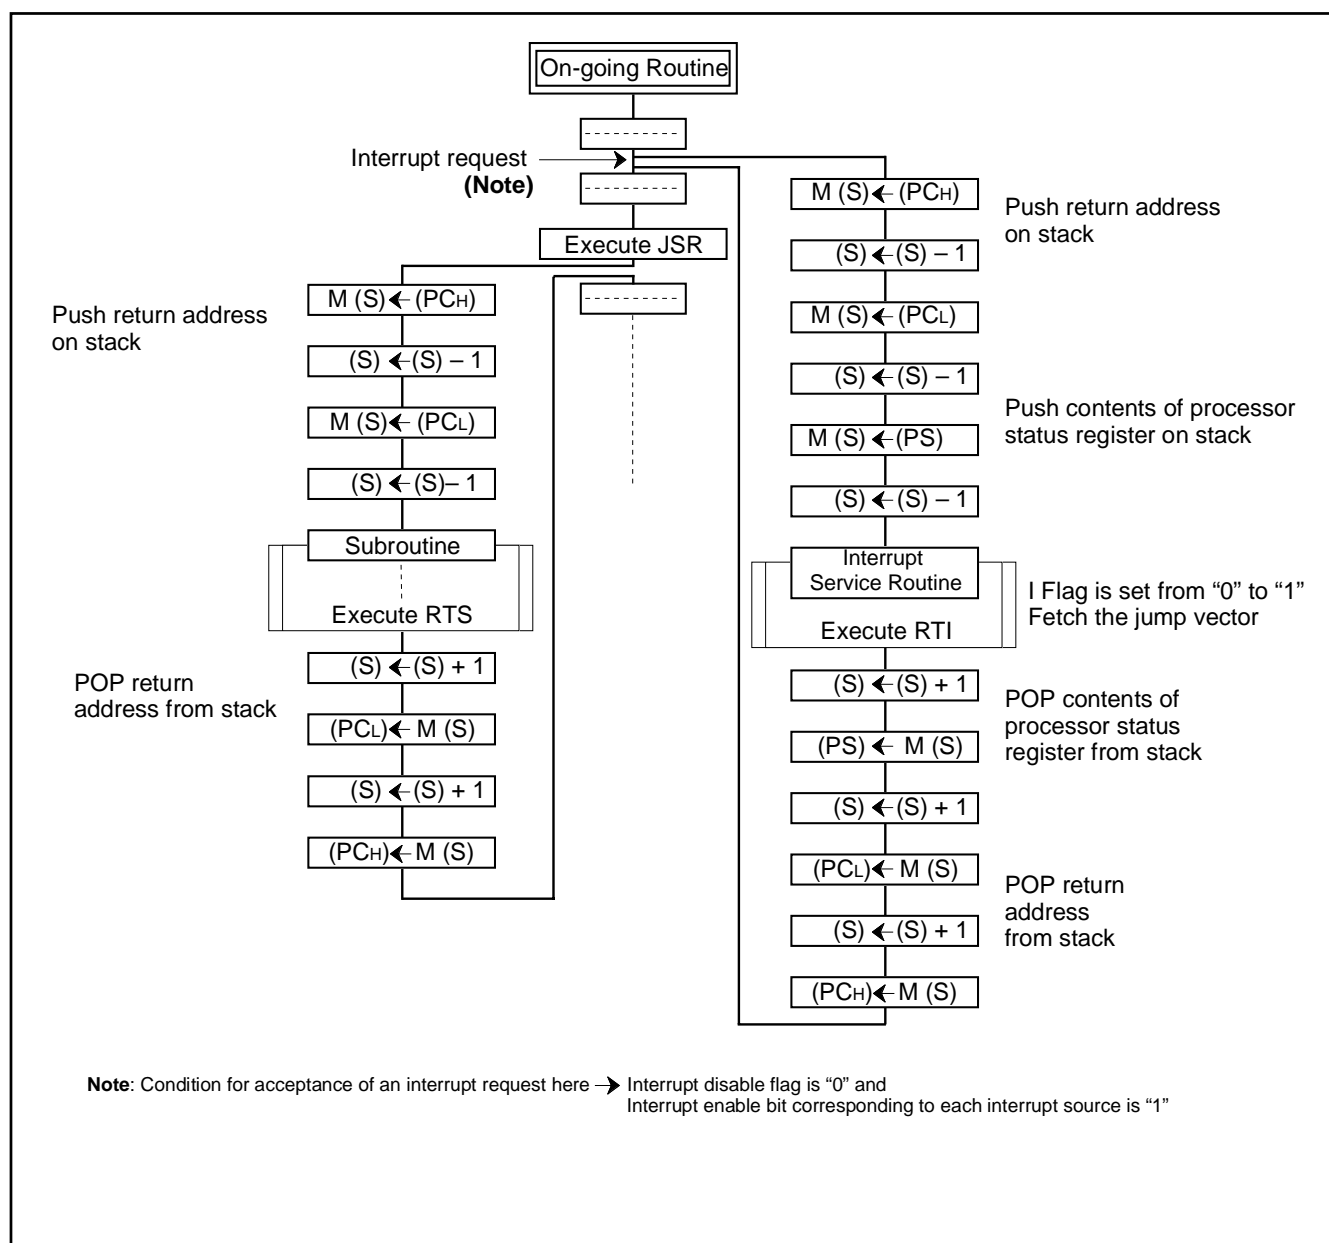 On-going Routine
Interrupt request
(Note)
Execute JSR
Push return address
on stack
M (S) ← (PCH)
(S) ← (S) – 1
M (S) ← (PCL)
(S) ← (S)– 1
Subroutine
Execute RTS
POP return
address from stack
(S) ← (S) + 1
(PCL) ← M (S)
(S) ← (S) + 1
(PCH) ← M (S)
M (S) ← (PCH)
(S) ← (S) – 1
M (S) ← (PCL)
(S) ← (S) – 1
M (S) ← (PS)
(S) ← (S) – 1
Push return address
on stack
Push contents of processor
status register on stack
Interrupt
Service Routine
Execute RTI
I Flag is set from “0” to “1”
Fetch the jump vector
(S) ← (S) + 1
(PS) ← M (S)
(S) ← (S) + 1
(PCL) ← M (S)
(S) ← (S) + 1
(PCH) ← M (S)
POP contents of
processor status
register from stack
POP return
address
from stack
Note: Condition for acceptance of an interrupt request here → Interrupt disable flag is “0” and
Interrupt enable bit corresponding to each interrupt source is “1”